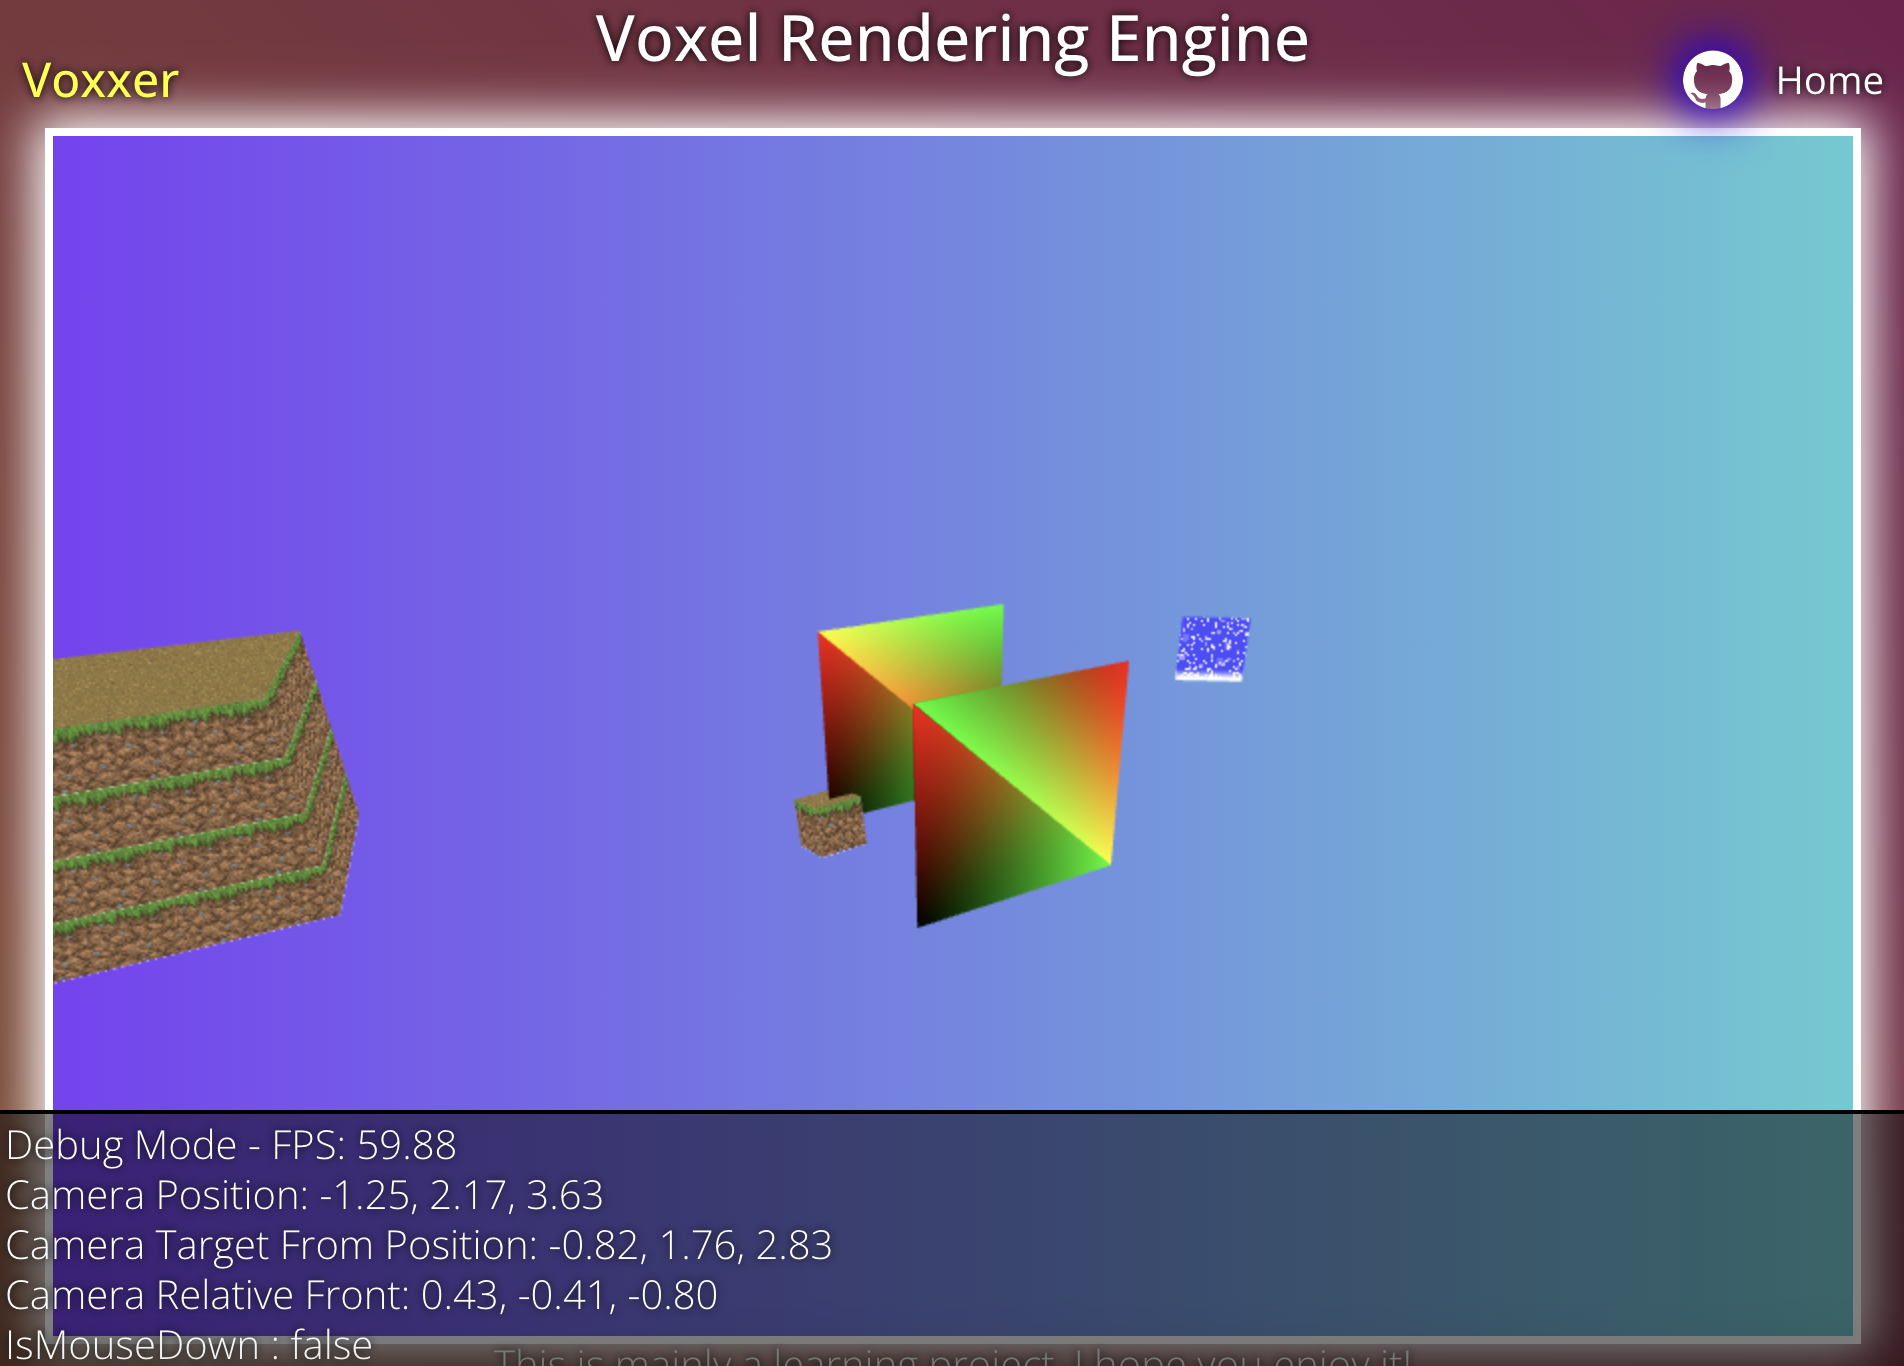 Voxel Rendering Engine
Voxxer
Home
Debug Mode - FPS: 59.88
Camera Position: -1.25, 2.17, 3.63
Camera Target From Position: -0.82, 1.76, 2.83
Camera Relative Front: 0.43, -0.41, -0.80
IsMouseDown : false
This is mainly a learning project, I hope you enjoy it!